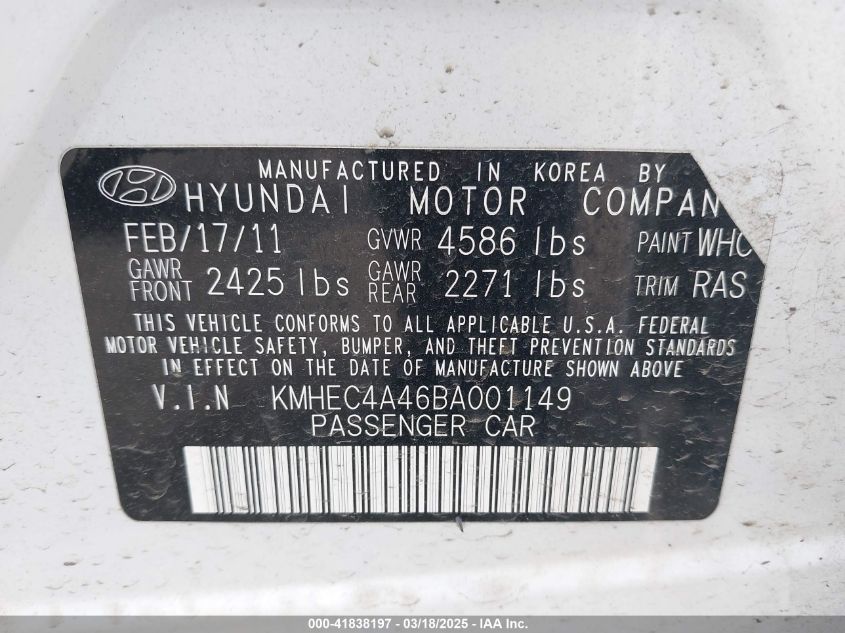 MANUFACTURED IN KOREA BY
HYUNDAI MOTOR COMPAN
FEB/17/11 GVWR 4586 lbs PAINT WHC
GAWR FRONT 2425 lbs GAWR REAR 2271 lbs TRIM RAS
THIS VEHICLE CONFORMS TO ALL APPLICABLE U.S.A. FEDERAL
MOTOR VEHICLE SAFETY, BUMPER, AND THEFT PREVENTION STANDARDS
IN EFFECT ON THE DATE OF MANUFACTURE SHOWN ABOVE
V.I.N KMHEC4A46BA001149
PASSENGER CAR
000-41838197 - 03/18/2025 - IAA Inc.